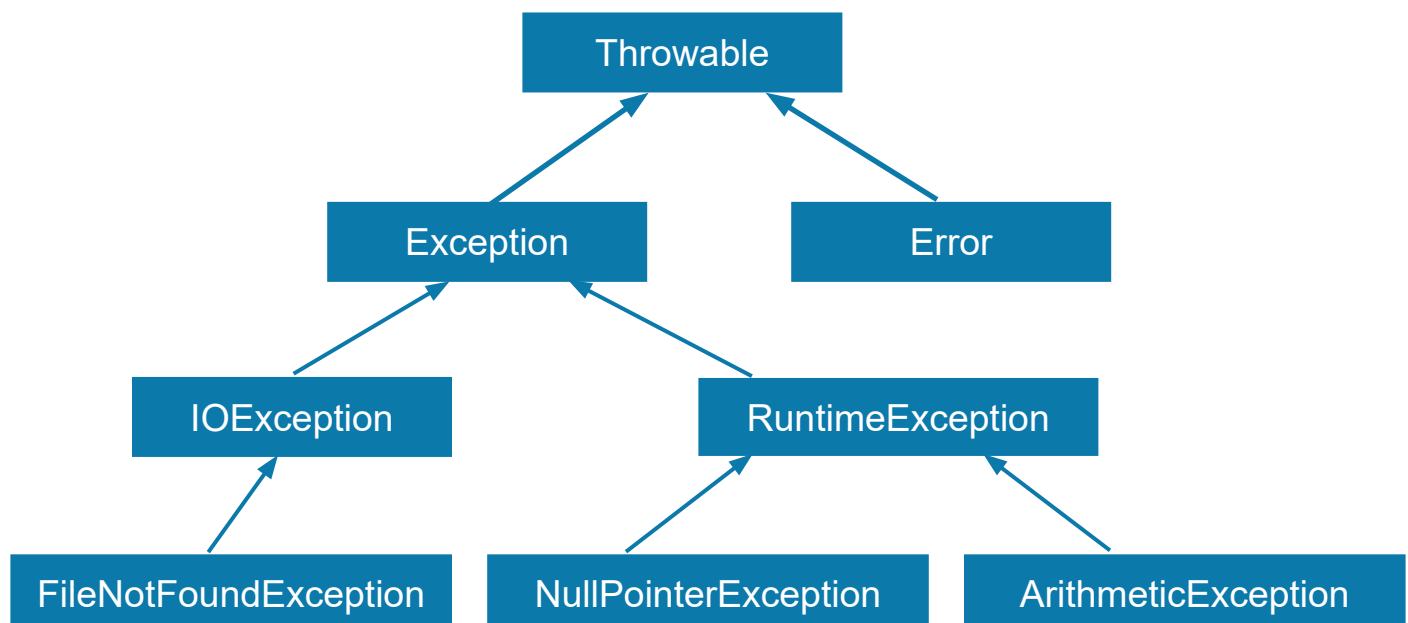 Throwable
Exception
Error
IOException
RuntimeException
FileNotFoundException
NullPointerException
ArithmeticException